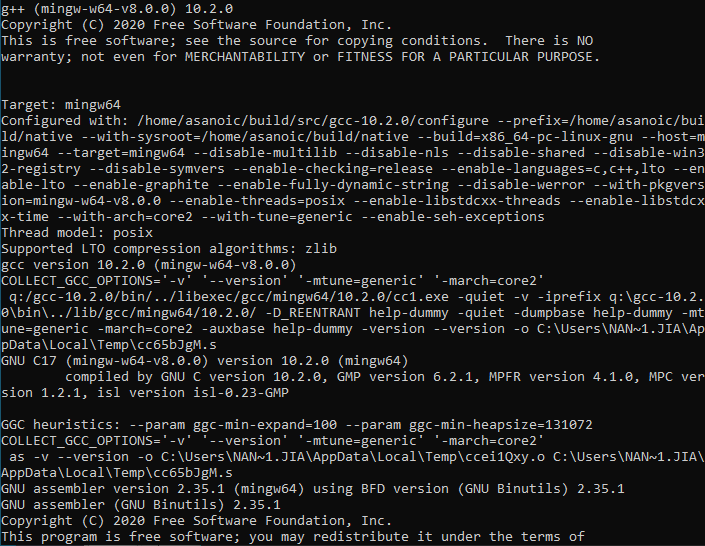 g++ (mingw-w64-v8.0.0) 10.2.0
Copyright (C) 2020 Free Software Foundation, Inc.
This is free software; see the source for copying conditions.  There is NO
warranty; not even for MERCHANTABILITY or FITNESS FOR A PARTICULAR PURPOSE.
Target: mingw64
Configured with: /home/asanoic/build/src/gcc-10.2.0/configure --prefix=/home/asanoic/bui
ld/native --with-sysroot=/home/asanoic/build/native --build=x86_64-pc-linux-gnu --host=m
ingw64 --target=mingw64 --disable-multilib --disable-nls --disable-shared --disable-win3
2-registry --disable-symvers --enable-checking=release --enable-languages=c,c++,lto --en
able-lto --enable-graphite --enable-fully-dynamic-string --disable-werror --with-pkgvers
ion=mingw-w64-v8.0.0 --enable-threads=posix --enable-libstdcxx-threads --enable-libstdcx
x-time --with-arch=core2 --with-tune=generic --enable-seh-exceptions
Thread model: posix
Supported LTO compression algorithms: zlib
gcc version 10.2.0 (mingw-w64-v8.0.0)
COLLECT_GCC_OPTIONS='-v' '--version' '-mtune=generic' '-march=core2'
 q:/gcc-10.2.0/bin/../libexec/gcc/mingw64/10.2.0/cc1.exe -quiet -v -iprefix q:\gcc-10.2.
0\bin\../lib/gcc/mingw64/10.2.0/ -D_REENTRANT help-dummy -quiet -dumpbase help-dummy -mt
une=generic -march=core2 -auxbase help-dummy -version --version -o C:\Users\NAN~1.JIA\Ap
pData\Local\Temp\cc65bJgM.s
GNU C17 (mingw-w64-v8.0.0) version 10.2.0 (mingw64)
        compiled by GNU C version 10.2.0, GMP version 6.2.1, MPFR version 4.1.0, MPC ver
sion 1.2.1, isl version isl-0.23-GMP
GGC heuristics: --param ggc-min-expand=100 --param ggc-min-heapsize=131072
COLLECT_GCC_OPTIONS='-v' '--version' '-mtune=generic' '-march=core2'
 as -v --version -o C:\Users\NAN~1.JIA\AppData\Local\Temp\ccei1Qxy.o C:\Users\NAN~1.JIA\
AppData\Local\Temp\cc65bJgM.s
GNU assembler version 2.35.1 (mingw64) using BFD version (GNU Binutils) 2.35.1
GNU assembler (GNU Binutils) 2.35.1
Copyright (C) 2020 Free Software Foundation, Inc.
This program is free software; you may redistribute it under the terms of